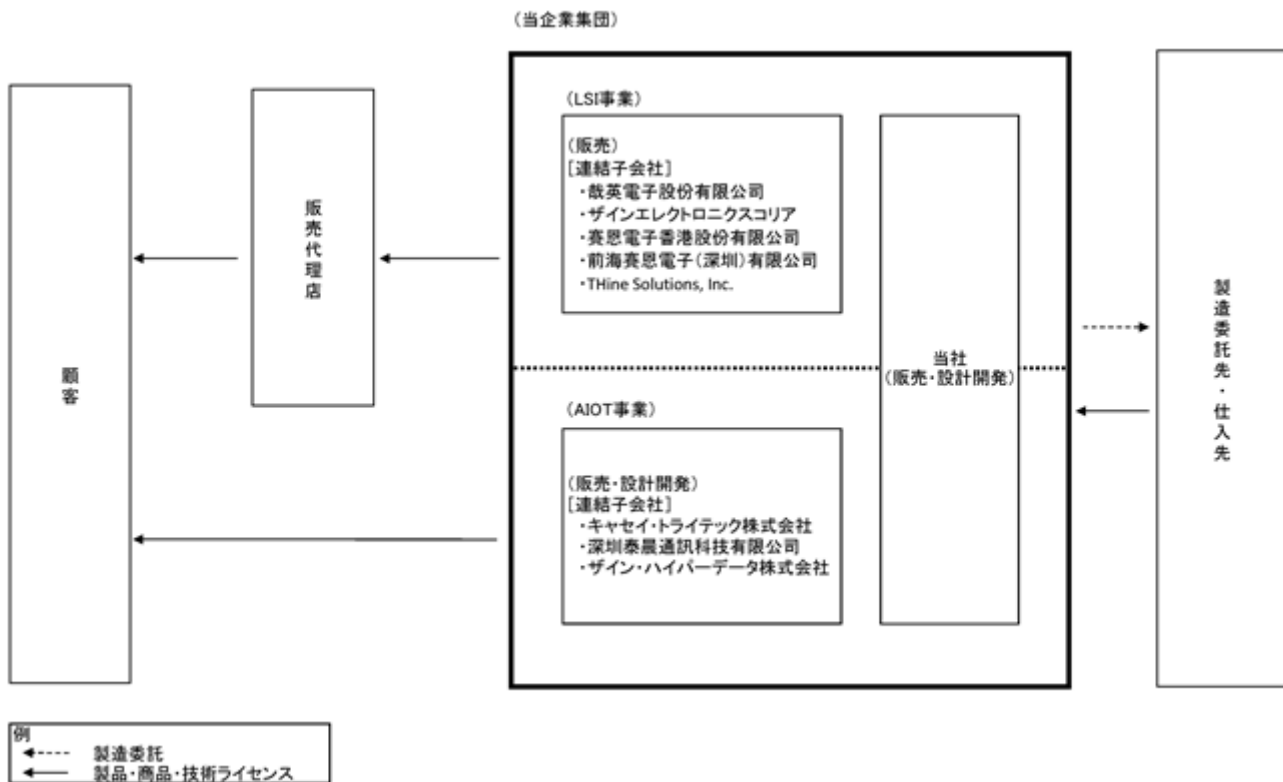 (当企業集団)
顧客
販売代理店
(LSI事業)
(販売)
[連結子会社]
・哉英電子股份有限公司
・ザインエレクトロニクスコリア
・賽恩電子香港股份有限公司
・前海賽恩電子(深圳)有限公司
・THine Solutions, Inc.
(AIOT事業)
(販売・設計開発)
[連結子会社]
・キャセイ・トライテック株式会社
・深圳泰晨通訊科技有限公司
・ザイン・ハイパーデータ株式会社
当社
(販売・設計開発)
製造委託先・仕入先
例
製造委託
製品・商品・技術ライセンス